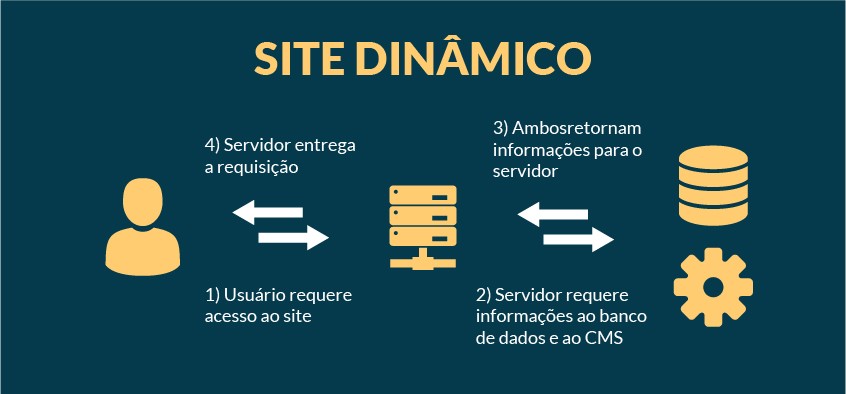 SITE DINÂMICO
4) Servidor entrega
a requisição
3) Ambosretornam
informações para o
servidor
1) Usuário requere
acesso ao site
2) Servidor requere
informações ao banco
de dados e ao CMS